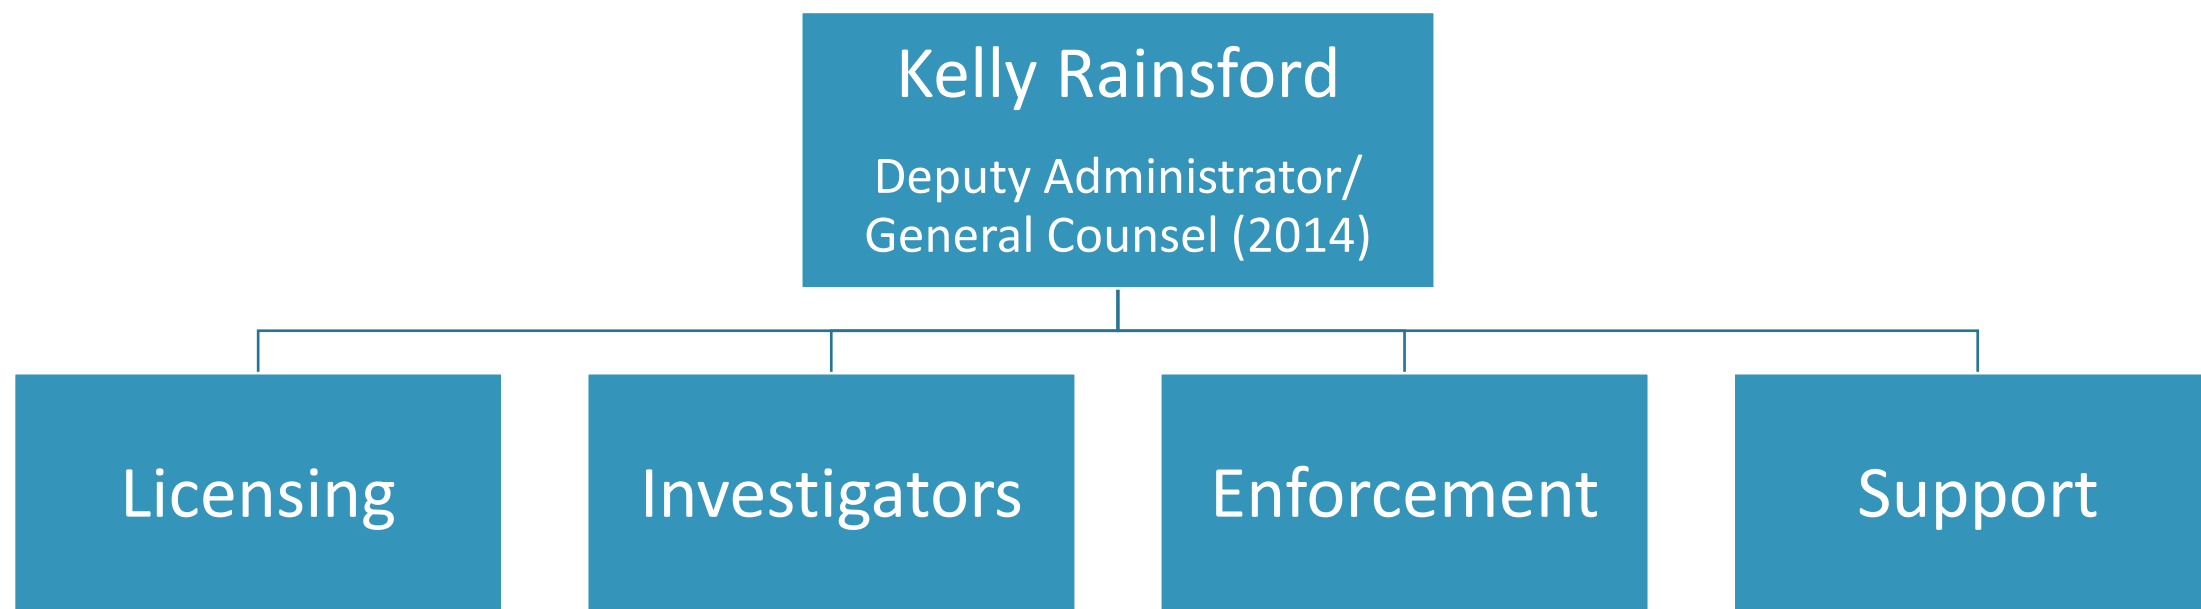 Kelly Rainsford
Deputy Administrator/
General Counsel (2014)
Licensing
Investigators
Enforcement
Support